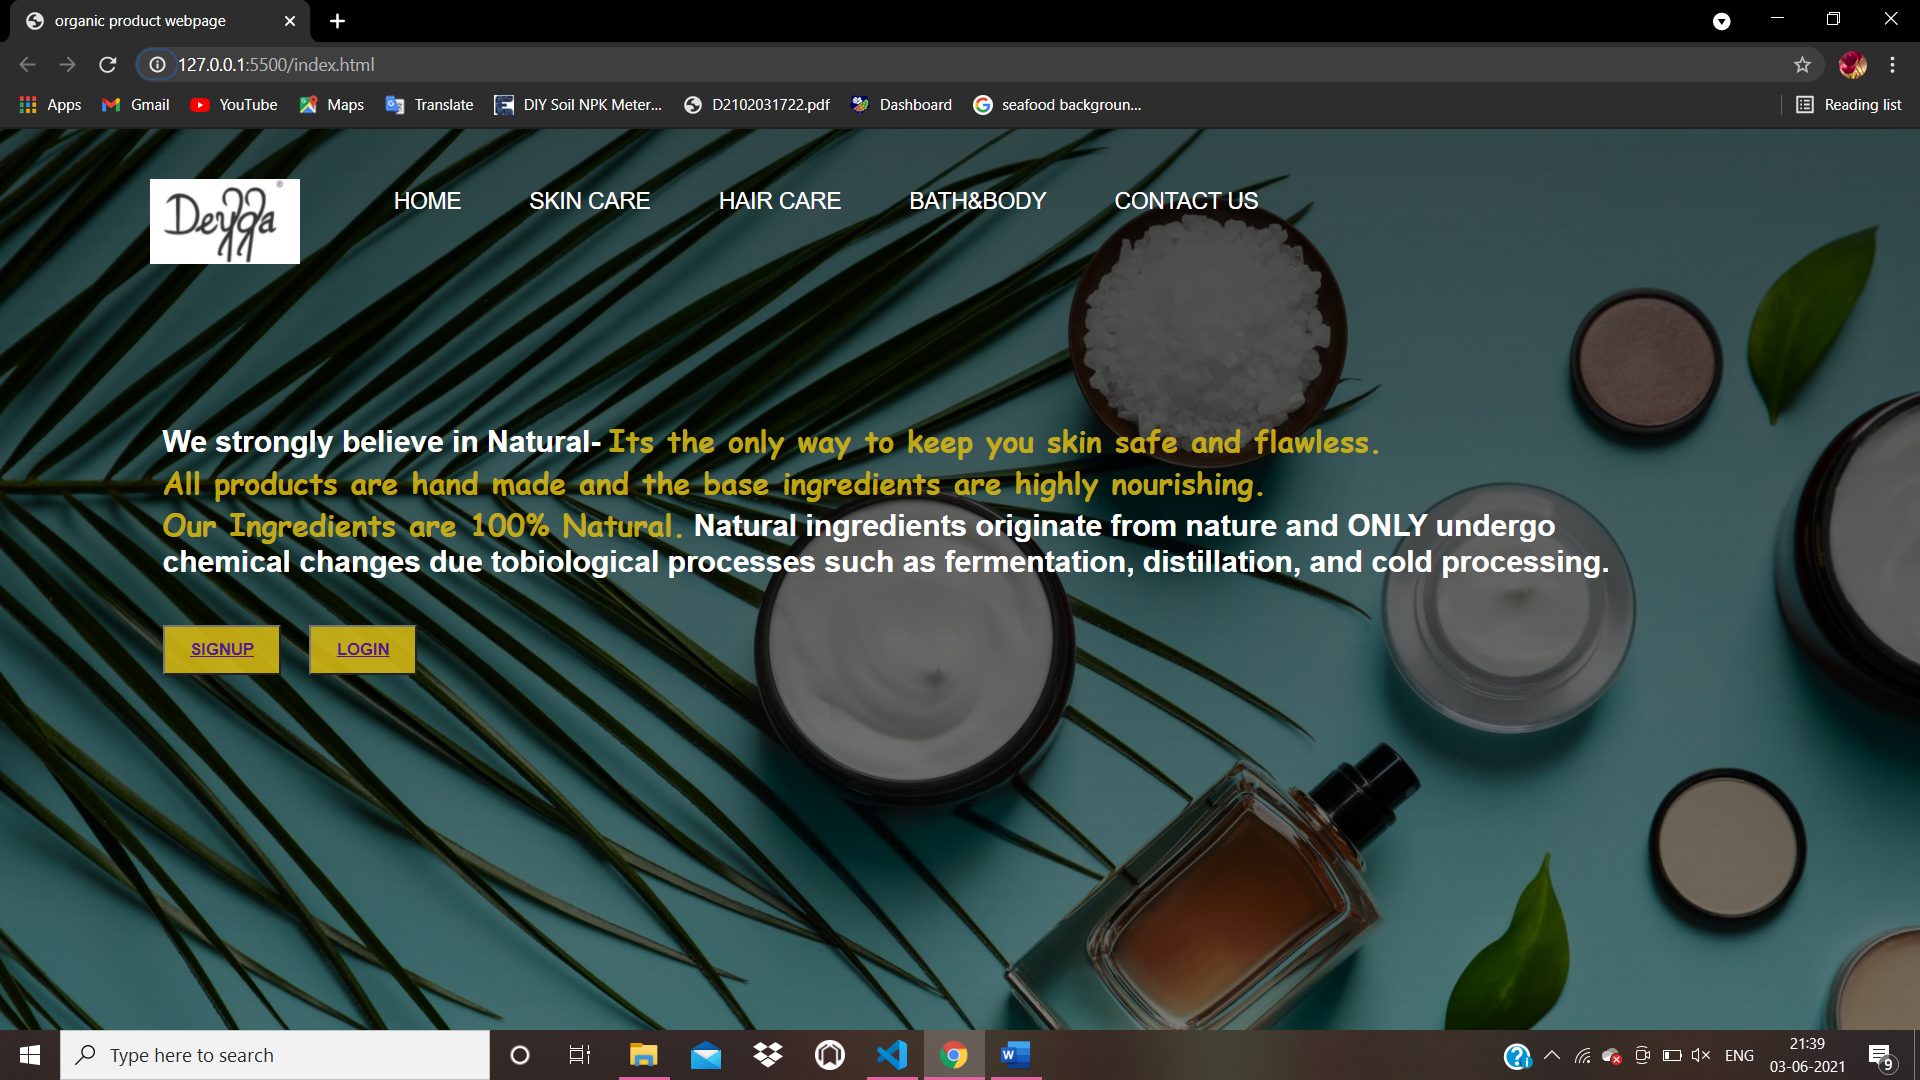 organic product webpage
127.0.0.1:5500/index.html
Apps Gmail YouTube Maps Translate DIY Soil NPK Meter... D2102031722.pdf Dashboard seafood backgroun... Reading list
Deyga ® HOME SKIN CARE HAIR CARE BATH&BODY CONTACT US
We strongly believe in Natural- Its the only way to keep you skin safe and flawless.
All products are hand made and the base ingredients are highly nourishing.
Our Ingredients are 100% Natural. Natural ingredients originate from nature and ONLY undergo
chemical changes due tobiological processes such as fermentation, distillation, and cold processing.
SIGNUP LOGIN
Type here to search
ENG
21:39
03-06-2021
9